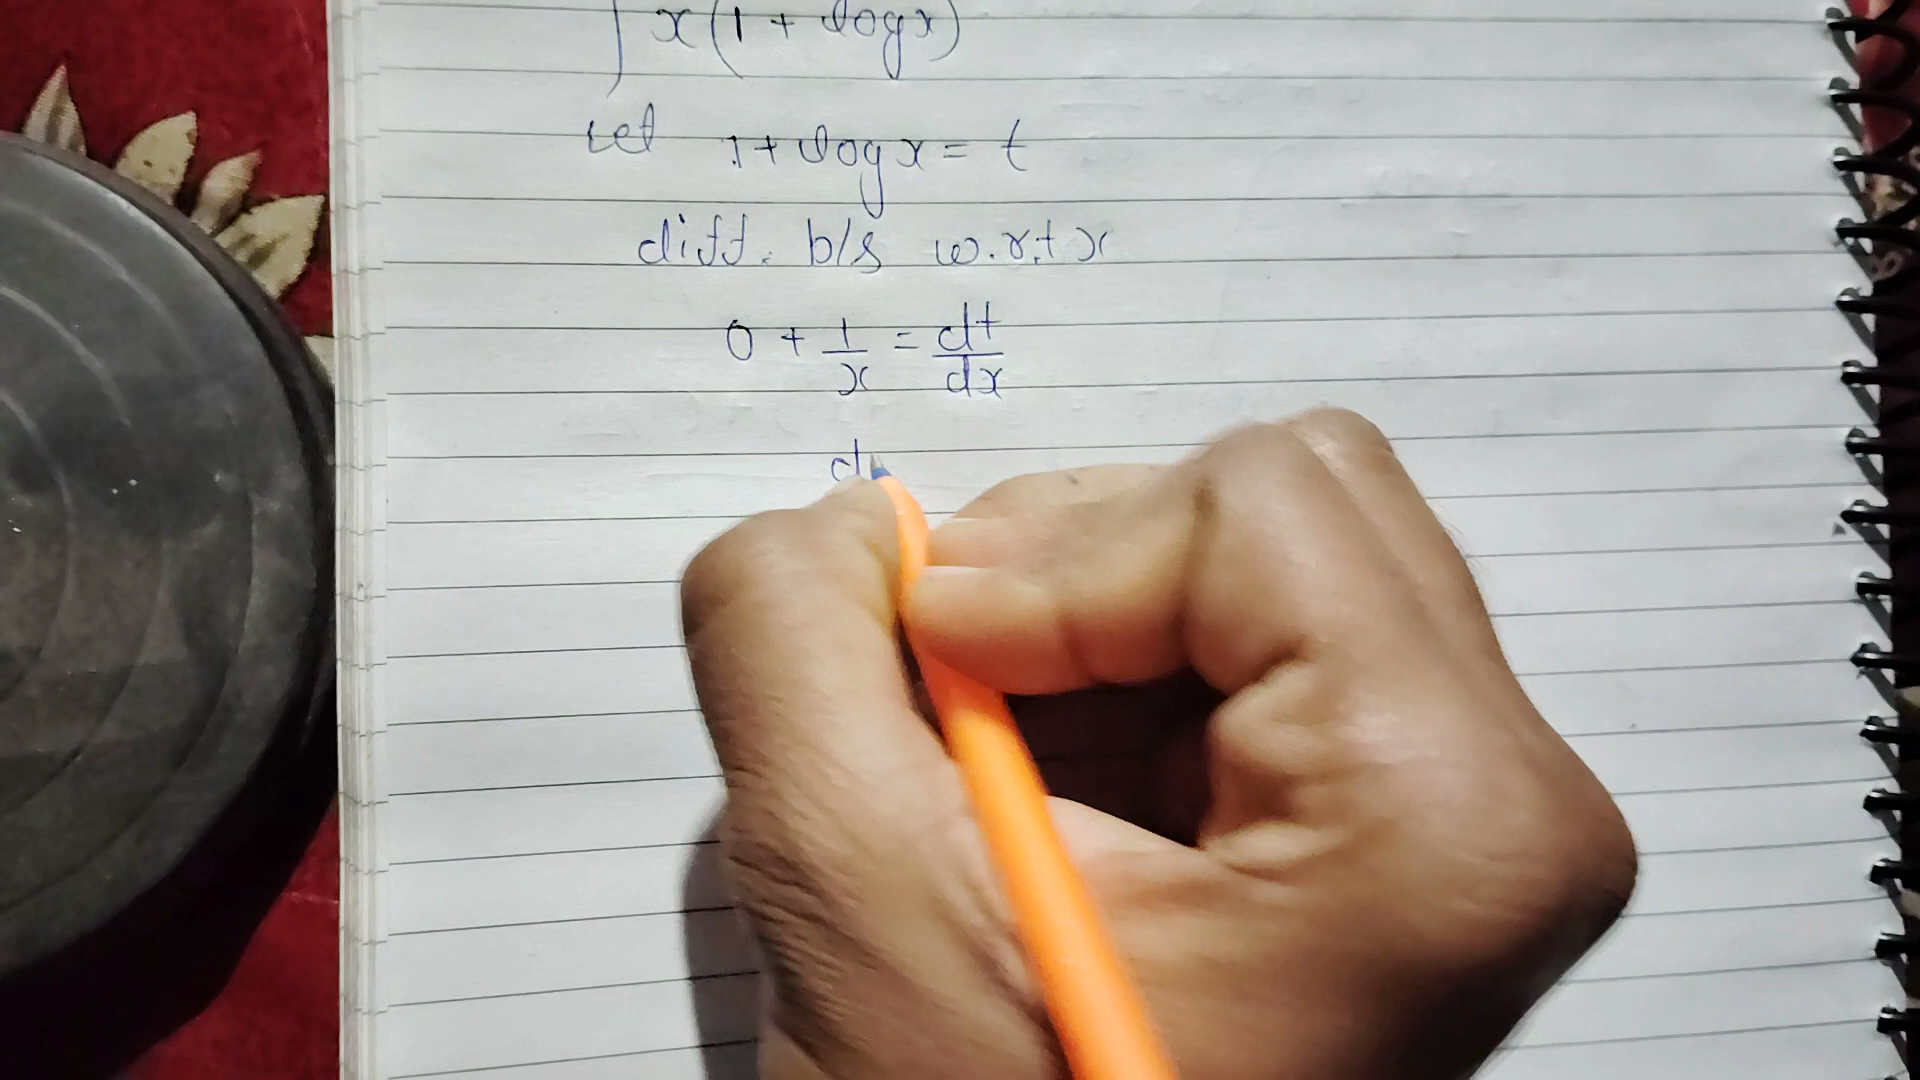 ∫ x(1 + log x)
Let 1 + log x = t
diff. b/s w.r.t x
0 + 1/x = dt/dx
d